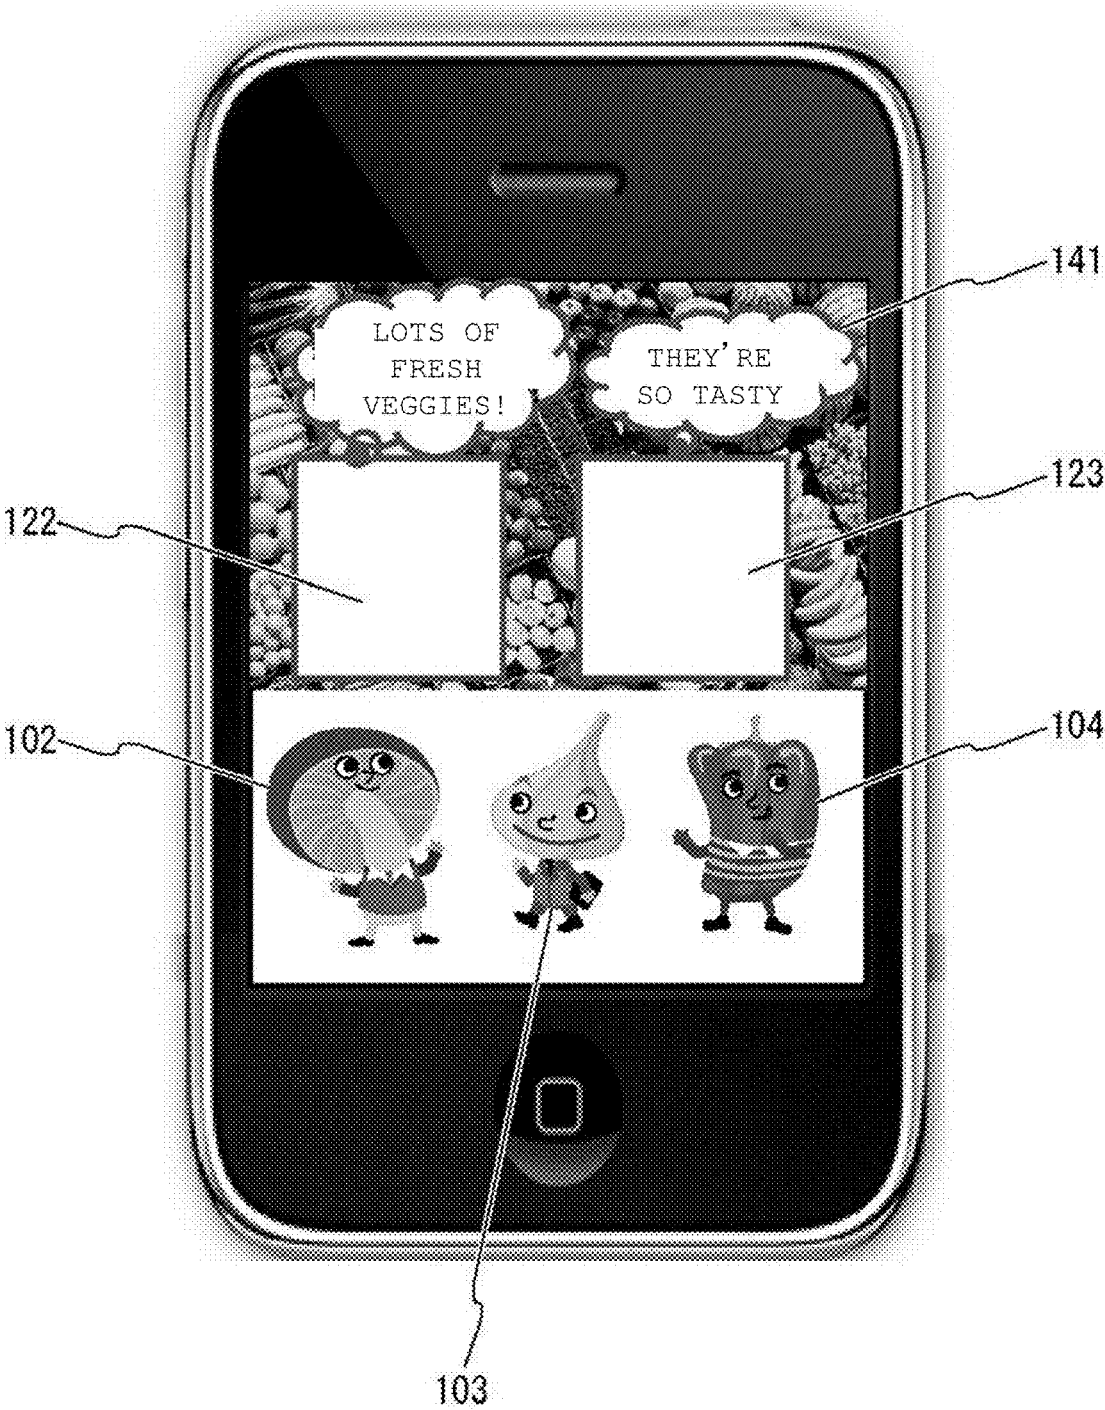 141
LOTS OF
FRESH
VEGGIES!
THEY'RE
SO TASTY
122
123
102
104
103